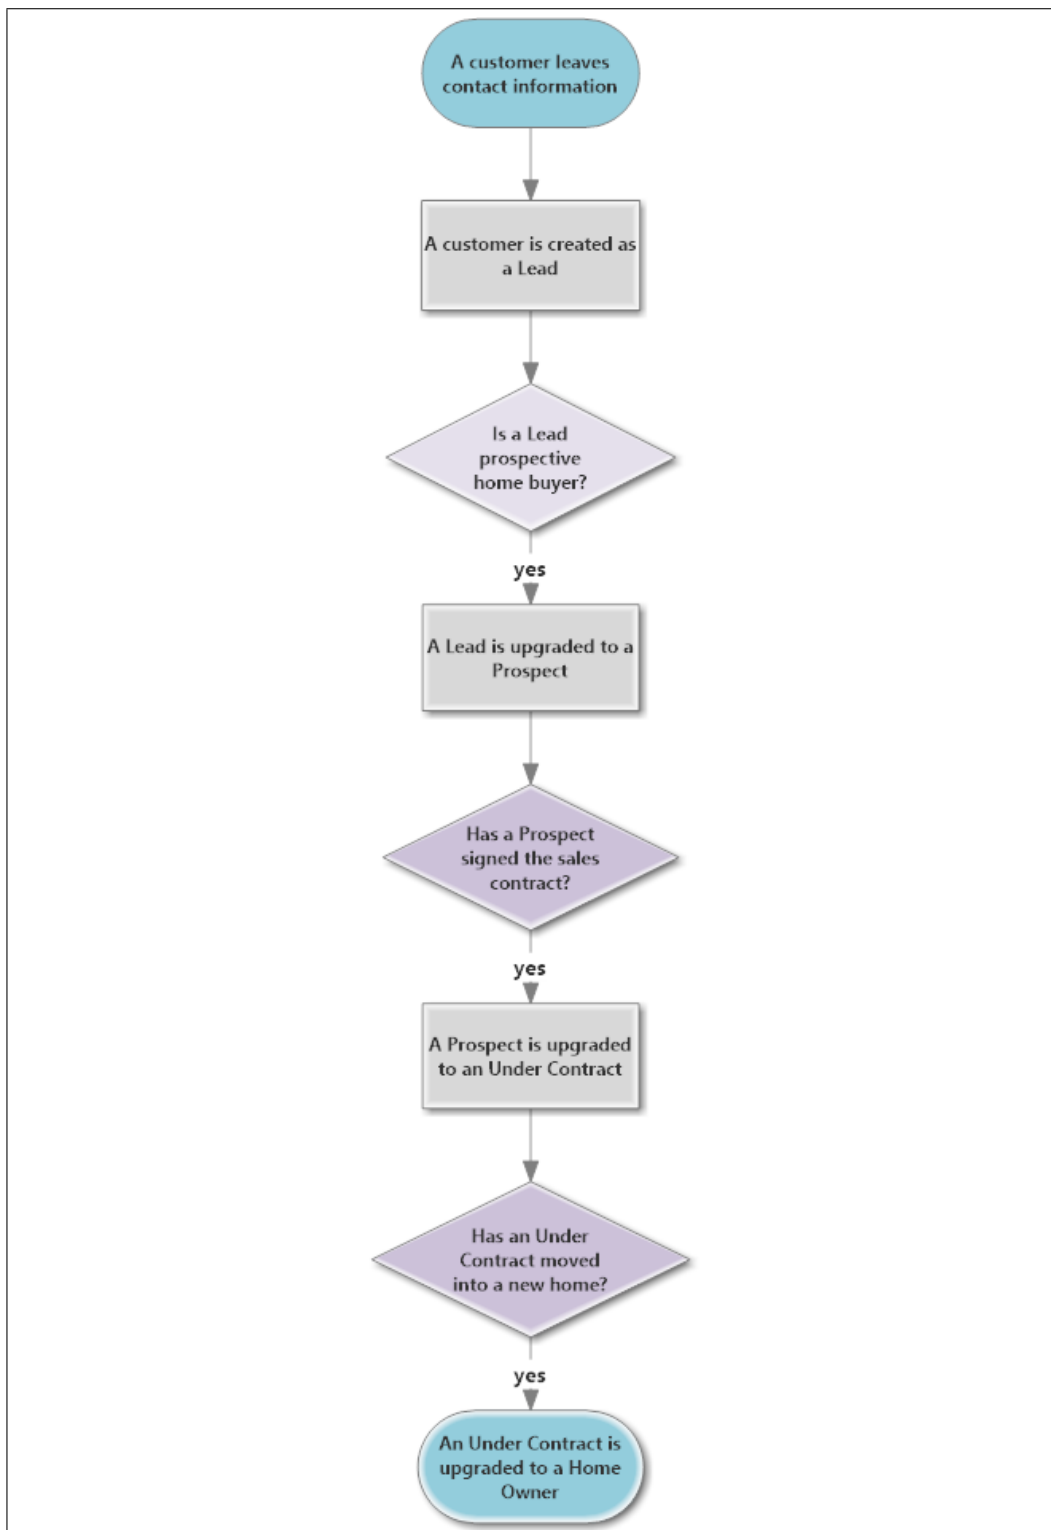 A customer leaves
contact information
A customer is created as
a Lead
Is a Lead
prospective
home buyer?
yes
A Lead is upgraded to a
Prospect
Has a Prospect
signed the sales
contract?
yes
A Prospect is upgraded
to an Under Contract
Has an Under
Contract moved
into a new home?
yes
An Under Contract is
upgraded to a Home
Owner